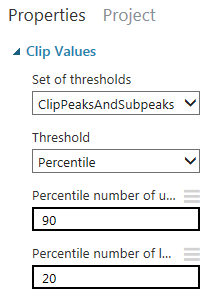 Properties Project
Clip Values
Set of thresholds
ClipPeaksAndSubpeaks
Threshold
Percentile
Percentile number of u...
90
Percentile number of l...
20